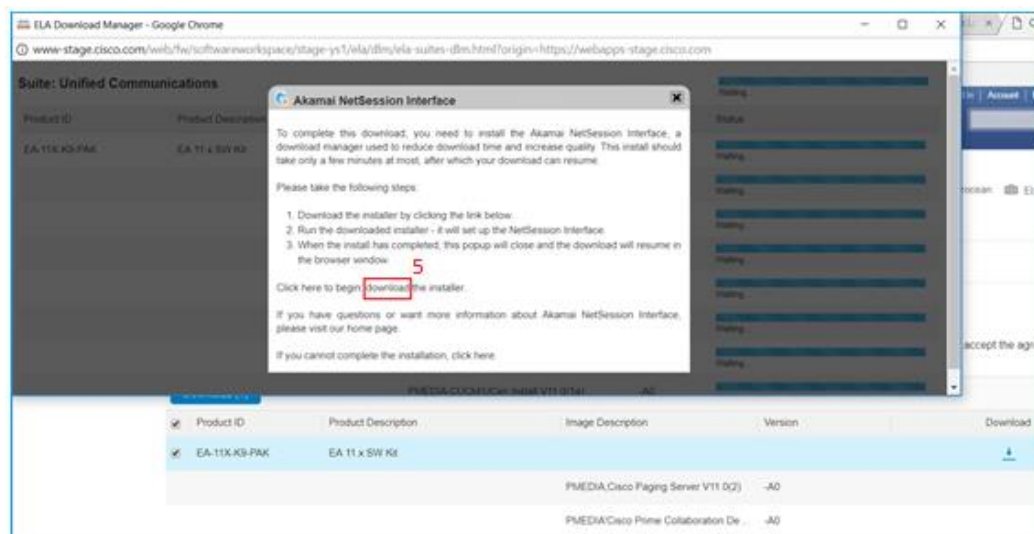 ELA Download Manager - Google Chrome
www-stage.cisco.com/web/fw/softwareworkspace/stage-ys1/ela/dlm/ela-suites-dlm.html?origin=https://webapps-stage.cisco.com
Suite: Unified Communications
Product ID
Product Description
Status
EA-11X-K9-PAK
EA 11 x SW Kit
Waiting
Waiting
Waiting
Waiting
Waiting
Waiting
Waiting
Waiting
Akamai NetSession Interface
To complete this download, you need to install the Akamai NetSession Interface, a
download manager used to reduce download time and increase quality. This install should
take only a few minutes at most, after which your download can resume.
Please take the following steps:
1. Download the installer by clicking the link below.
2. Run the downloaded installer - it will set up the NetSession Interface.
3. When the install has completed, this popup will close and the download will resume in
the browser window.
5
Click here to begin download the installer.
If you have questions or want more information about Akamai NetSession Interface,
please visit our home page.
If you cannot complete the installation, click here.
Account
accept the agr
Product ID
Product Description
Image Description
Version
Download
EA-11X-K9-PAK
EA 11 x SW Kit
PMEDIA,Cisco Paging Server V11.0(2)
-A0
PMEDIA'Cisco Prime Collaboration De..
-A0